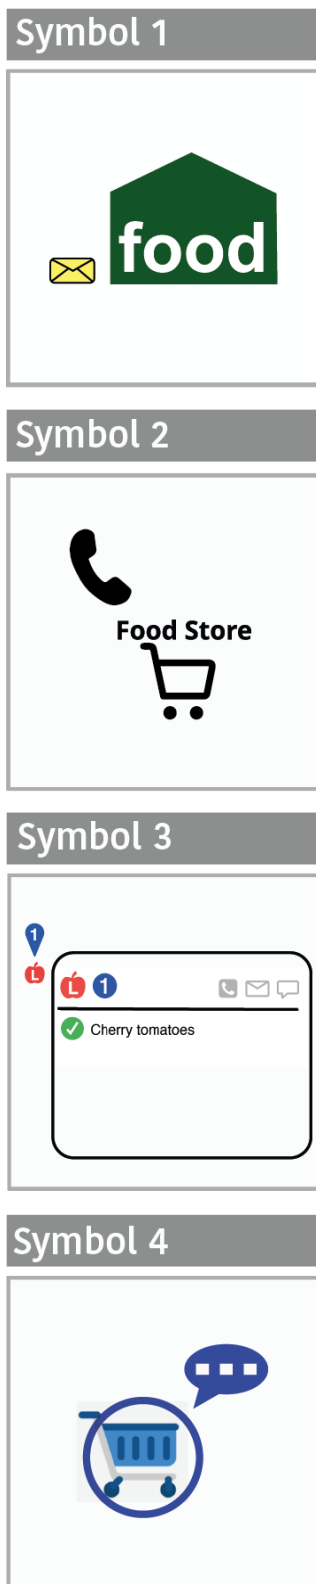 Symbol 1
food
Symbol 2
Food Store
Symbol 3
1
L
L 1
Cherry tomatoes
Symbol 4